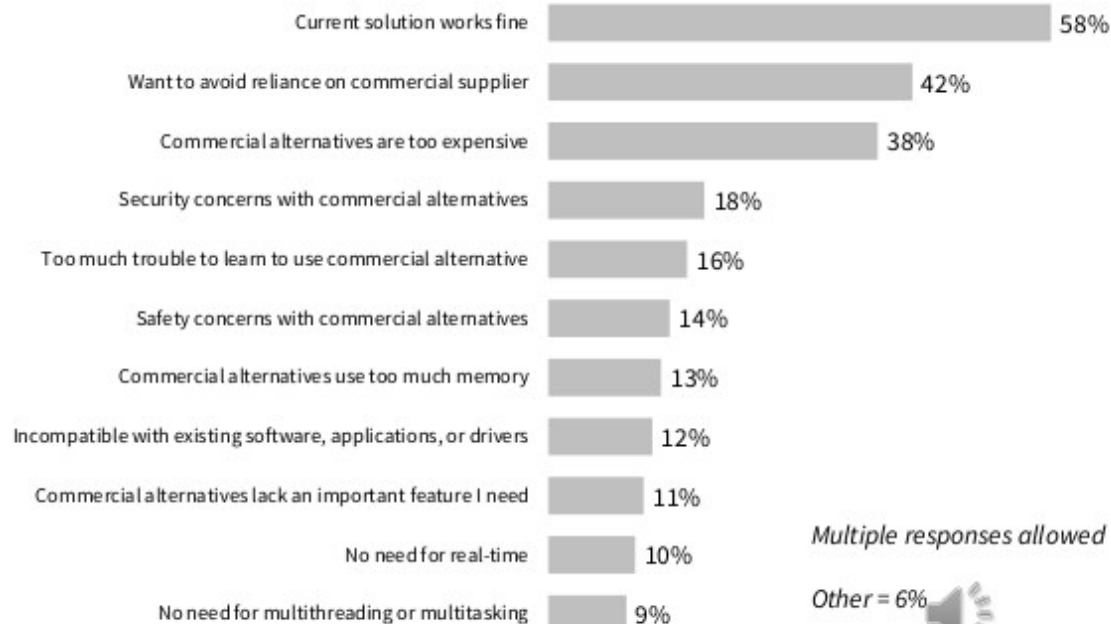 Current solution works fine 58%
Want to avoid reliance on commercial supplier 42%
Commercial alternatives are too expensive 38%
Security concerns with commercial alternatives 18%
Too much trouble to learn to use commercial alternative 16%
Safety concerns with commercial alternatives 14%
Commercial alternatives use too much memory 13%
Incompatible with existing software, applications, or drivers 12%
Commercial alternatives lack an important feature I need 11%
Multiple responses allowed
No need for real-time 10%
Other = 6%
No need for multithreading or multitasking 9%